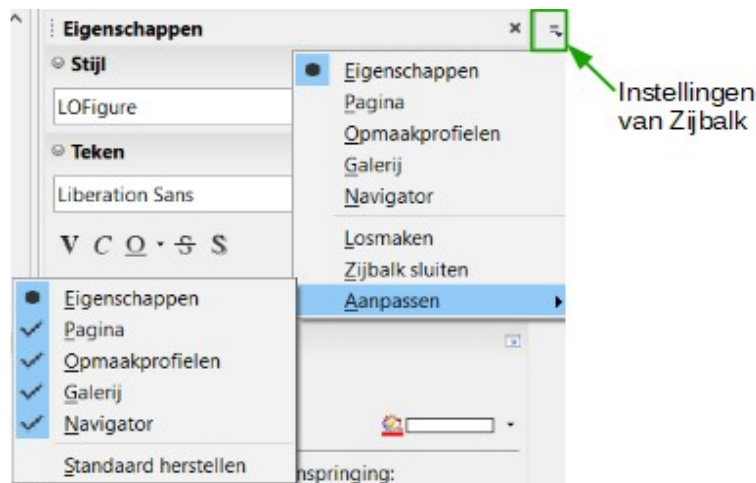 Eigenschappen
Stijl
LOFigure
Teken
Liberation Sans
V C O S S
Eigenschappen
Pagina
Opmaakprofielen
Galerij
Navigator
Losmaken
Zijbalk sluiten
Aanpassen
Instellingen
van Zijbalk
Eigenschappen
Pagina
Opmaakprofielen
Galerij
Navigator
Standaard herstellen
nspringing: